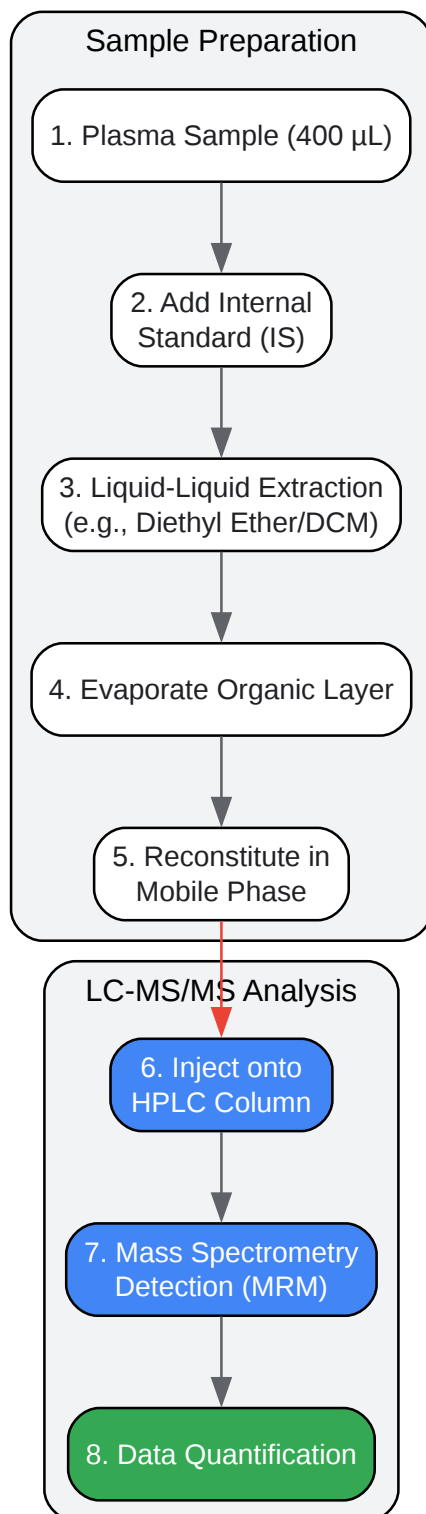 Sample Preparation
1. Plasma Sample (400 µL)
2. Add Internal
Standard (IS)
3. Liquid-Liquid Extraction
(e.g., Diethyl Ether/DCM)
4. Evaporate Organic Layer
5. Reconstitute in
Mobile Phase
LC-MS/MS Analysis
6. Inject onto
HPLC Column
7. Mass Spectrometry
Detection (MRM)
8. Data Quantification